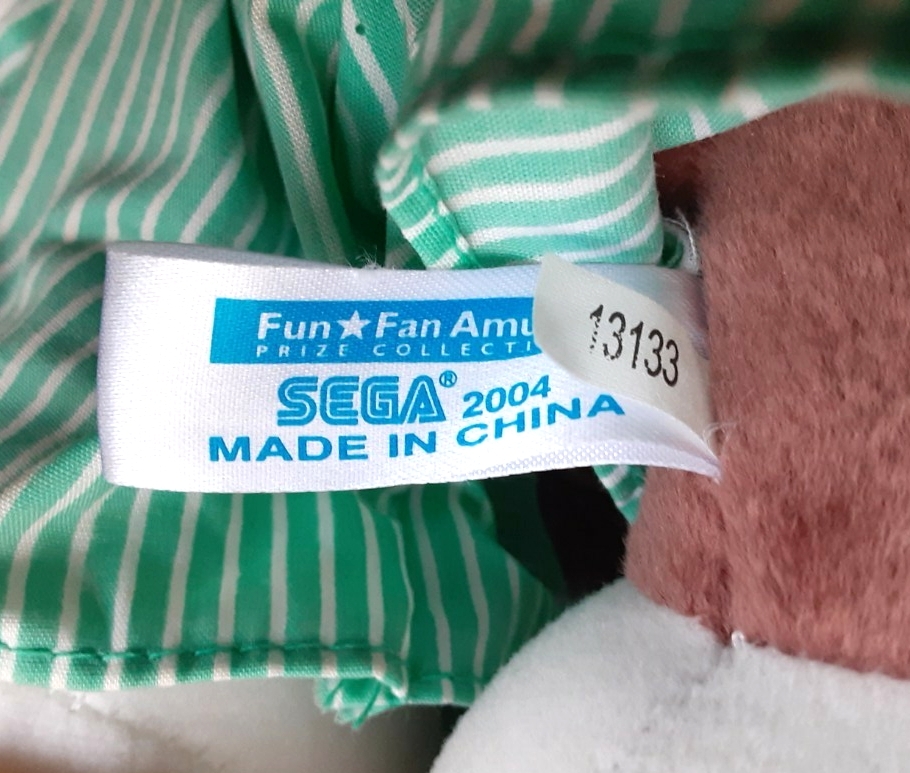 Fun★Fan Amu
PRIZE COLLECTI
SEGA® 2004
MADE IN CHINA
13133